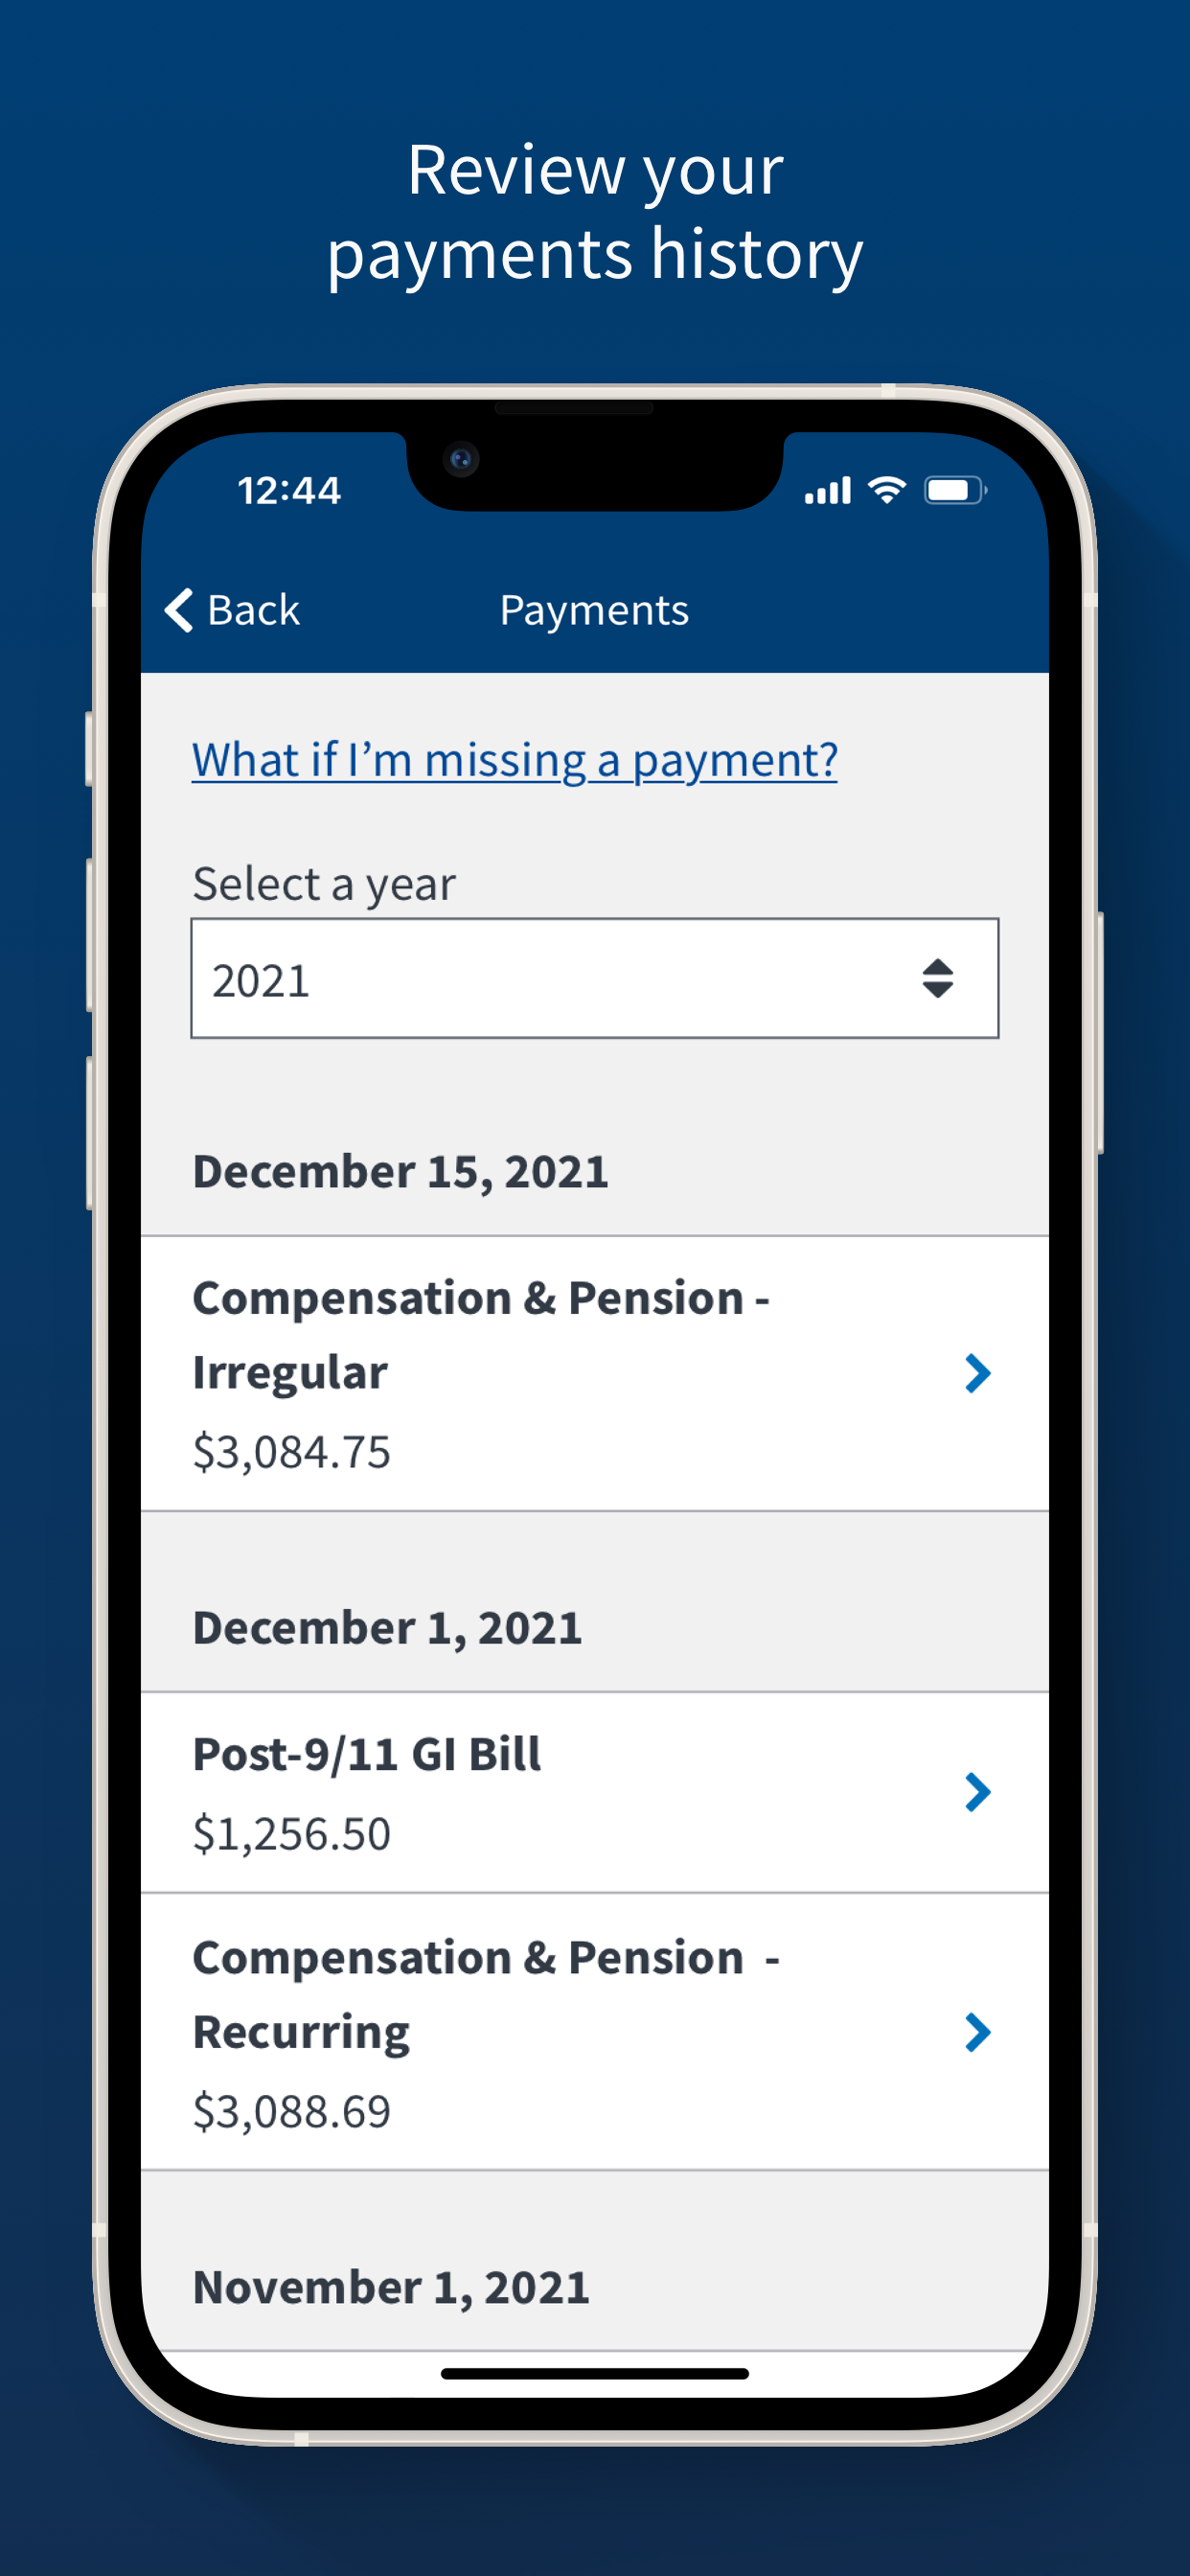 Review your
payments history
12:44
Back
Payments
What if I’m missing a payment?
Select a year
2021
December 15, 2021
Compensation & Pension -
Irregular
$3,084.75
December 1, 2021
Post-9/11 GI Bill
$1,256.50
Compensation & Pension -
Recurring
$3,088.69
November 1, 2021